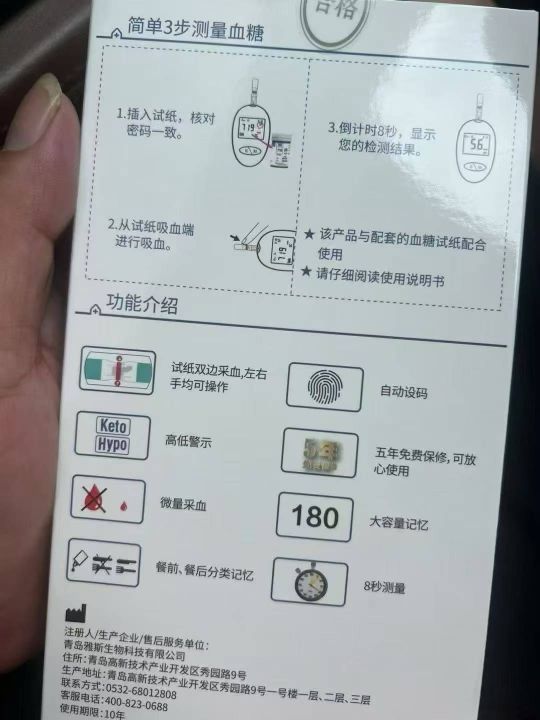 合格
简单3步测量血糖
1.插入试纸，核对
密码一致。
719
2.从试纸吸血端
进行吸血。
719
3.倒计时8秒，显示
您的检测结果。
5.6
★ 该产品与配套的血糖试纸配合
使用
★ 请仔细阅读使用说明书
功能介绍
试纸双边采血,左右
手均可操作
自动设码
Keto
Hypo
高低警示
5年
五年免费保修,可放
心使用
微量采血
180
大容量记忆
餐前、餐后分类记忆
8秒测量
注册人/生产企业/售后服务单位：
青岛雅斯生物科技有限公司
住所：青岛高新技术产业开发区秀园路9号
生产地址：青岛高新技术产业开发区秀园路9号一号楼一层、二层、三层
联系方式：0532-68012808
客服电话：400-823-0688
使用期限：10年